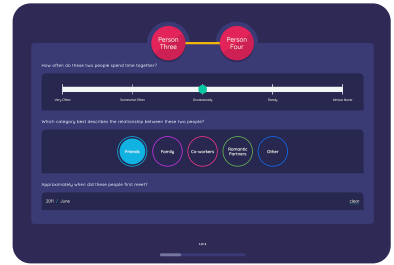 Person Three
Person Four
How often do these two people spend time together?
Very Often
Somewhat Often
Occasionally
Rarely
Almost Never
Which category best describes the relationship between these two people?
Friends
Family
Co-workers
Romantic Partners
Other
Approximately when did these people first meet?
2011 / June
clear